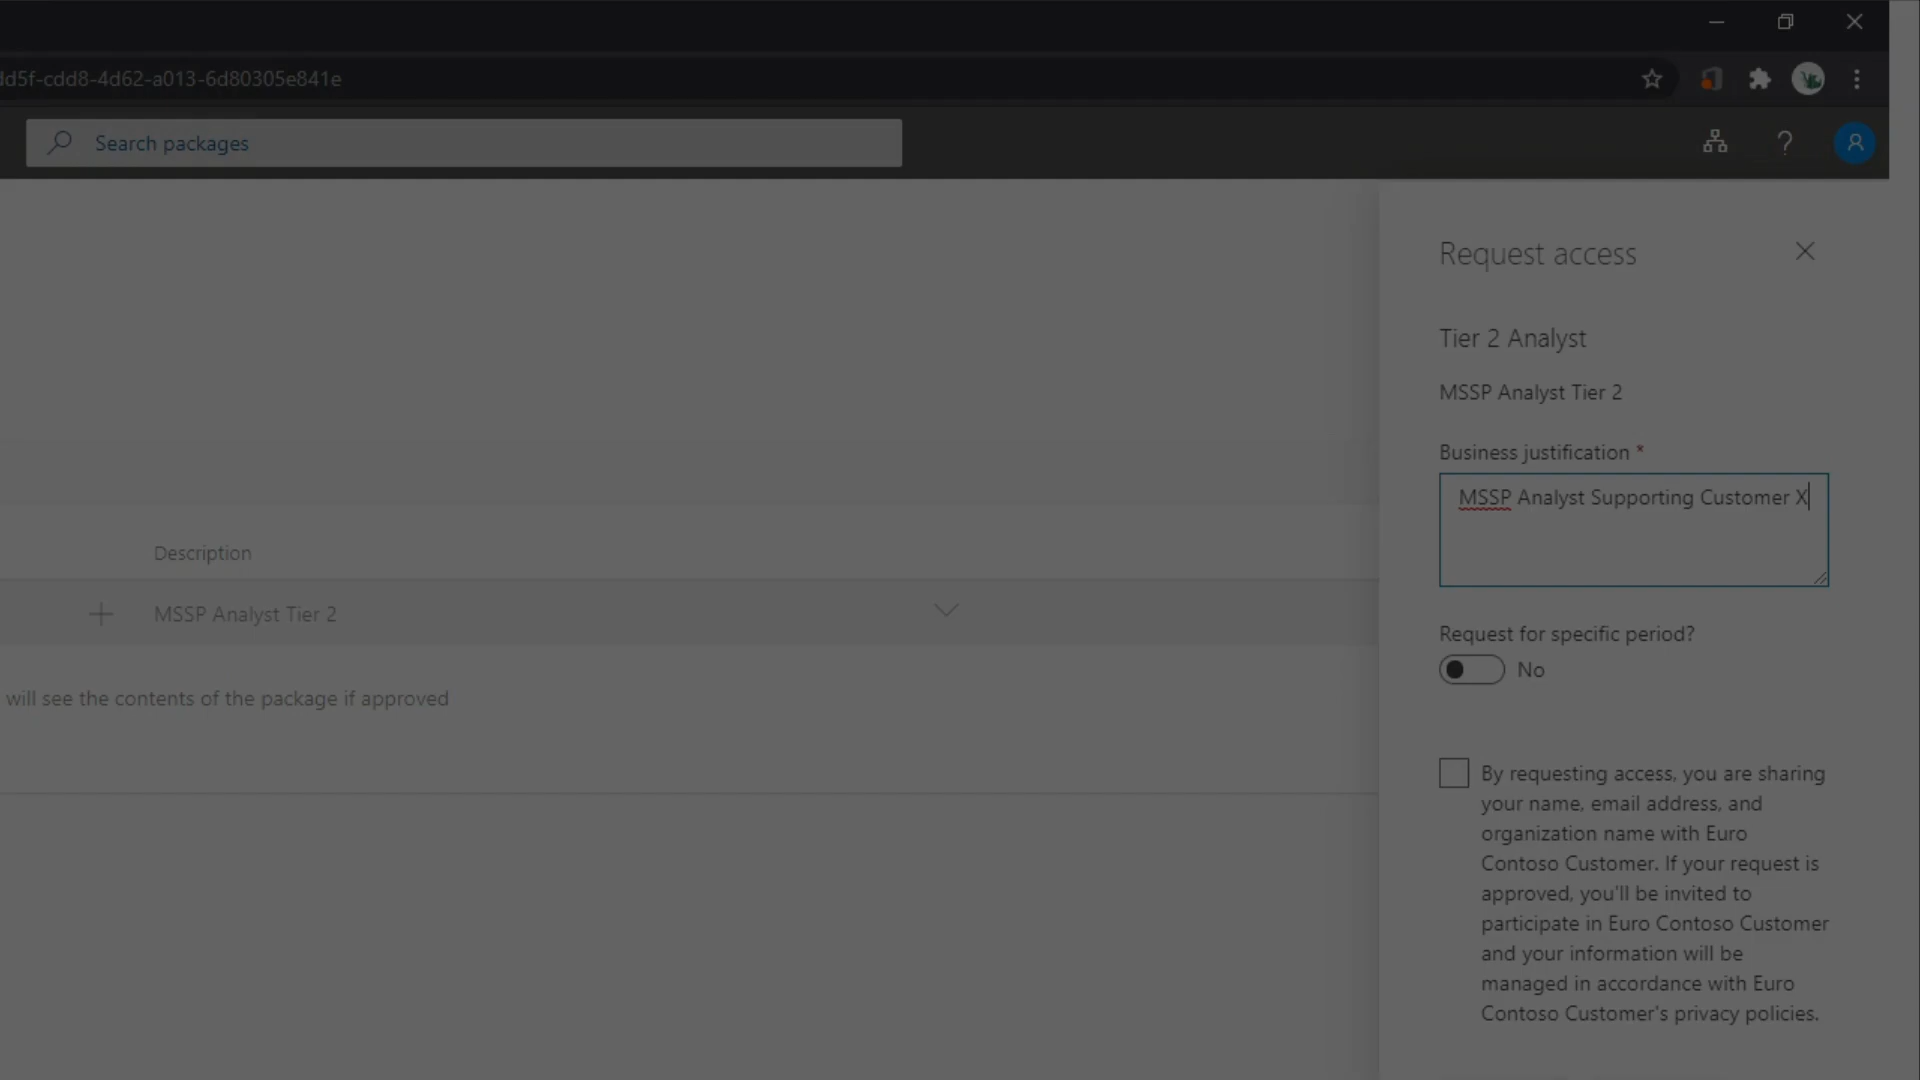 dd5f-cdd8-4d62-a013-6d80305e841e
Search packages
Request access
Tier 2 Analyst
MSSP Analyst Tier 2
Business justification *
MSSP Analyst Supporting Customer X
Description
MSSP Analyst Tier 2
Request for specific period?
No
will see the contents of the package if approved
By requesting access, you are sharing
your name, email address, and
organization name with Euro
Contoso Customer. If your request is
approved, you'll be invited to
participate in Euro Contoso Customer
and your information will be
managed in accordance with Euro
Contoso Customer's privacy policies.